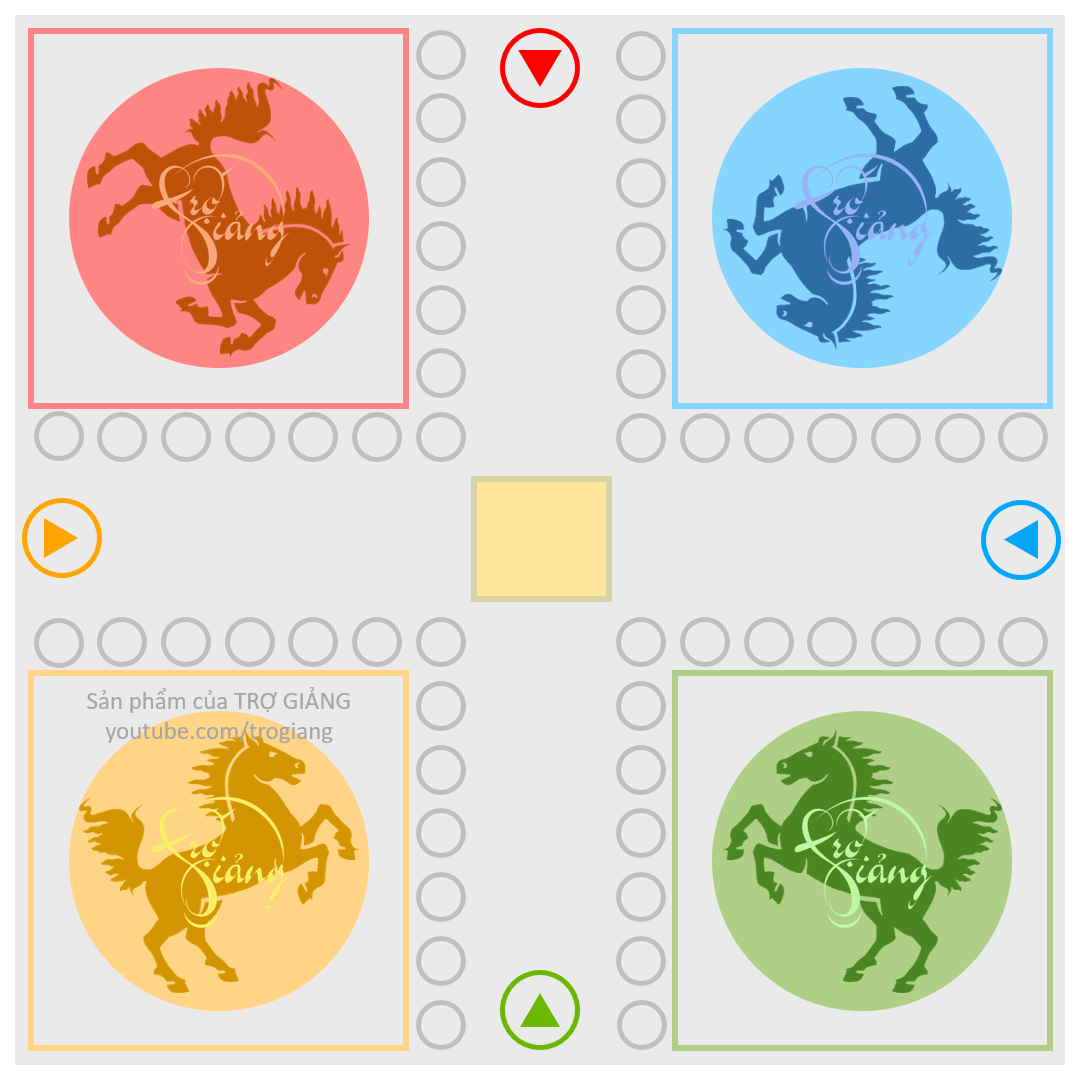 Trợ
Giảng
Trợ
Giảng
Sản phẩm của TRỢ GIẢNG
youtube.com/trogiang
Trợ
Giảng
Trợ
Giảng